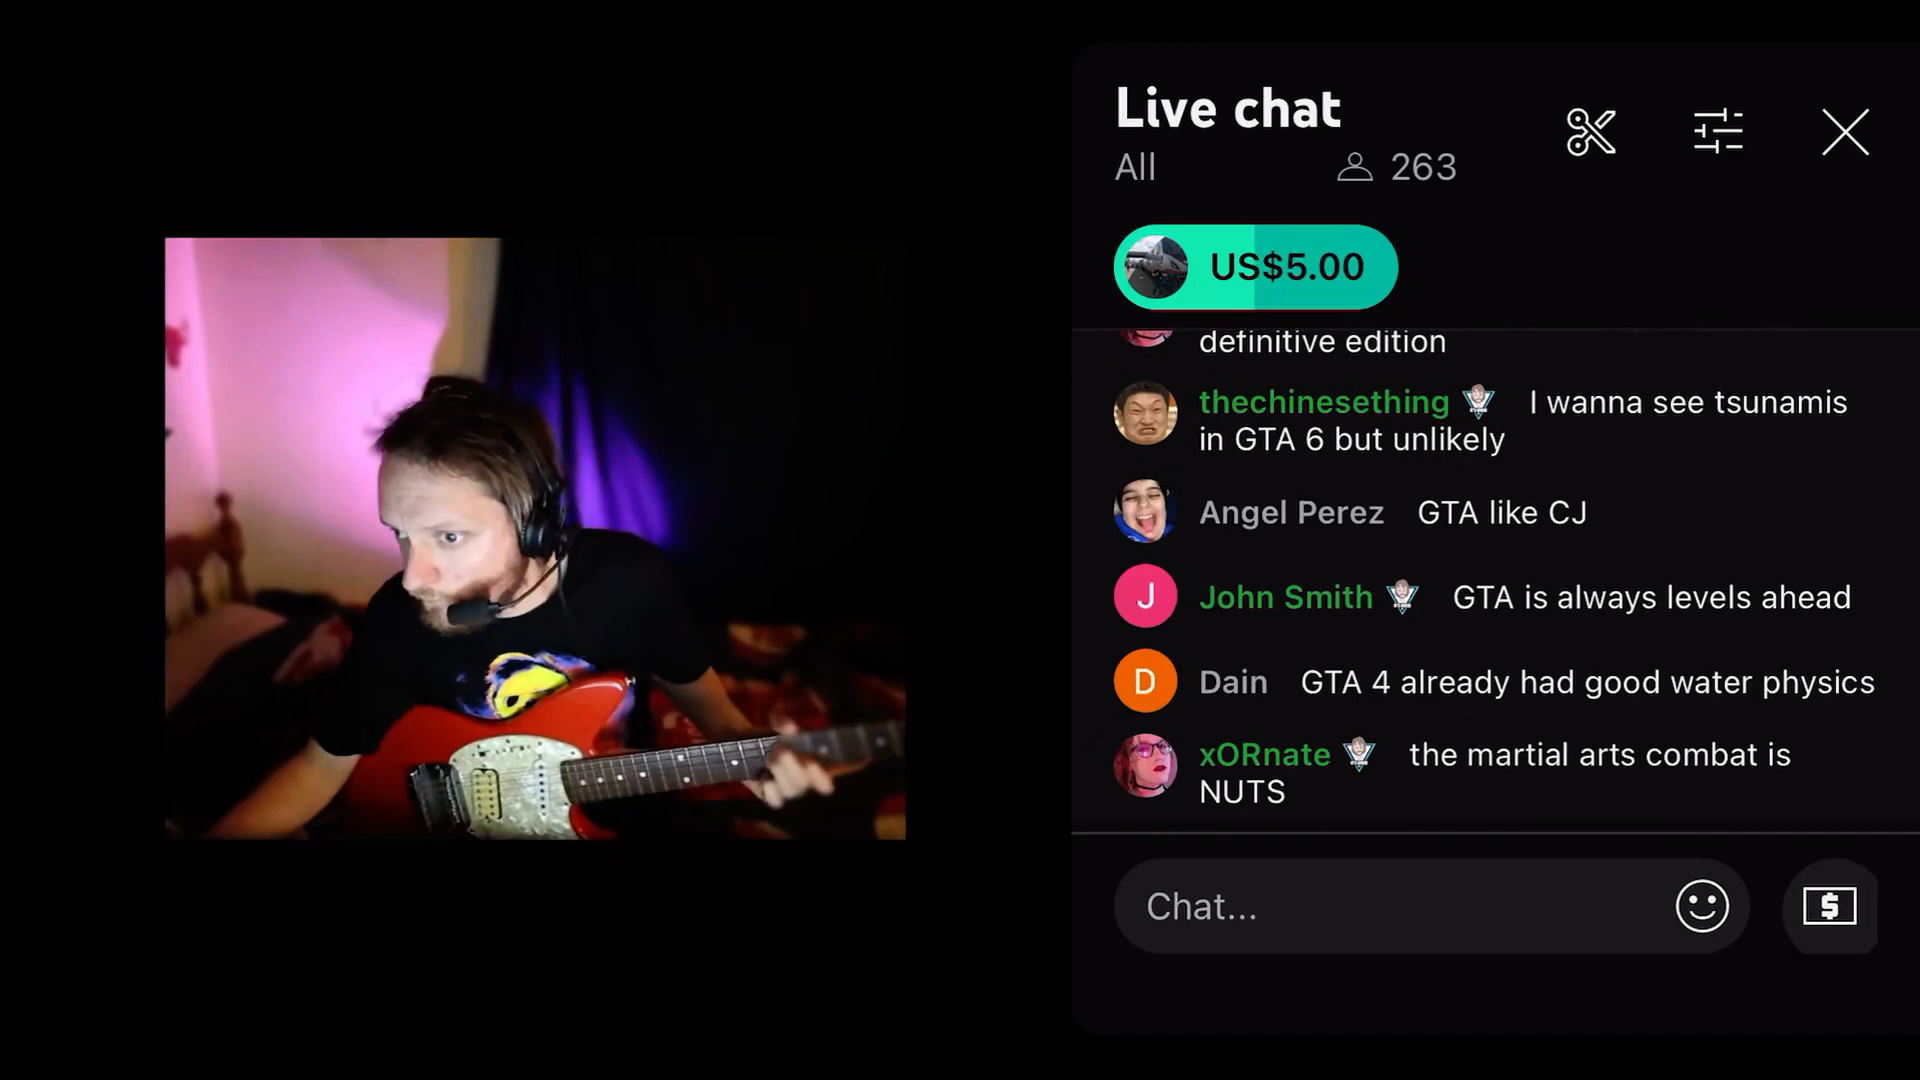 Live chat
All 263
US$5.00
definitive edition
thechinesething I wanna see tsunamis
in GTA 6 but unlikely
Angel Perez GTA like CJ
J John Smith GTA is always levels ahead
D Dain GTA 4 already had good water physics
xORnate the martial arts combat is
NUTS
Chat...
$